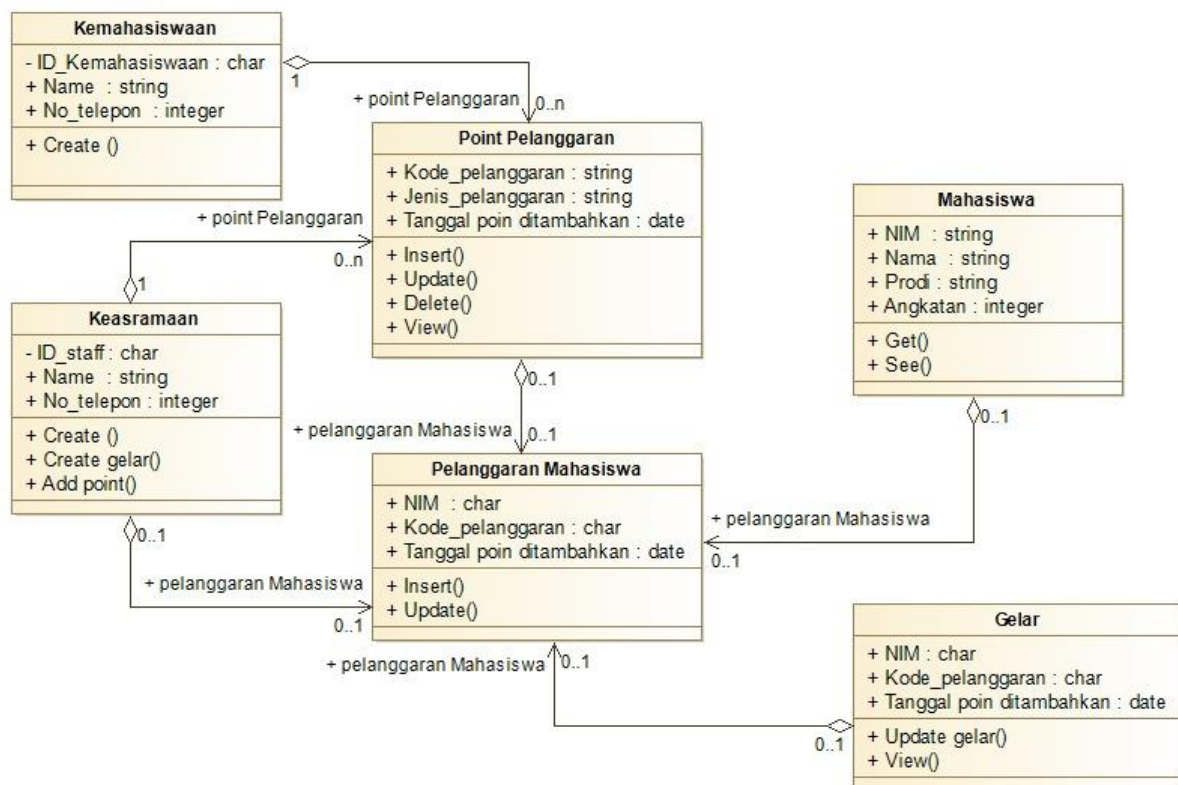 Kemahasiswaan
- ID_Kemahasiswaan : char
+ Name : string
+ No_telepon : integer
+ Create ()
1
+ point Pelanggaran
0..n
Point Pelanggaran
+ Kode_pelanggaran : string
+ Jenis_pelanggaran : string
+ Tanggal poin ditambahkan : date
+ Insert()
+ Update()
+ Delete()
+ View()
+ point Pelanggaran
0..n
1
Keasramaan
- ID_staff : char
+ Name : string
+ No_telepon : integer
+ Create ()
+ Create gelar()
+ Add point()
0..1
+ pelanggaran Mahasiswa
0..1
Mahasiswa
+ NIM : string
+ Nama : string
+ Prodi : string
+ Angkatan : integer
+ Get()
+ See()
0..1
+ pelanggaran Mahasiswa
0..1
0..1
+ pelanggaran Mahasiswa
0..1
Pelanggaran Mahasiswa
+ NIM : char
+ Kode_pelanggaran : char
+ Tanggal poin ditambahkan : date
+ Insert()
+ Update()
+ pelanggaran Mahasiswa
0..1
0..1
Gelar
+ NIM : char
+ Kode_pelanggaran : char
+ Tanggal poin ditambahkan : date
+ Update gelar()
+ View()